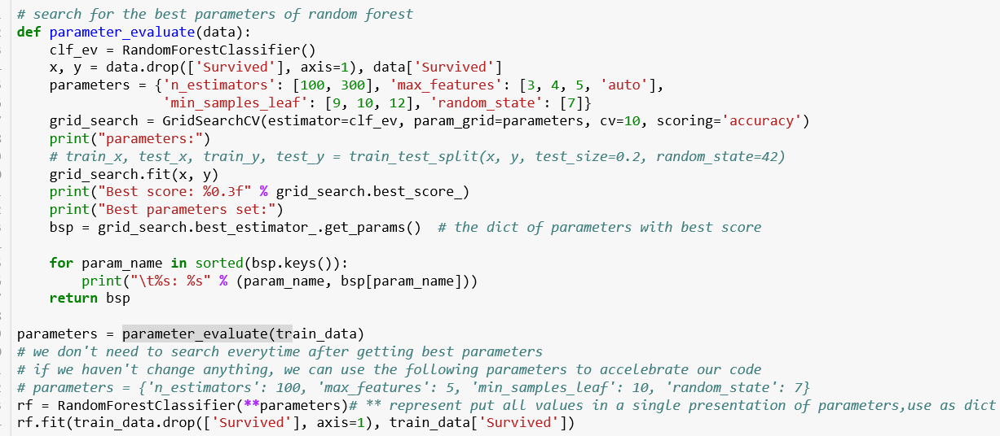 # search for the best parameters of random forest
def parameter_evaluate(data):
    clf_ev = RandomForestClassifier()
    x, y = data.drop(['Survived'], axis=1), data['Survived']
    parameters = {'n_estimators': [100, 300], 'max_features': [3, 4, 5, 'auto'],
                  'min_samples_leaf': [9, 10, 12], 'random_state': [7]}
    grid_search = GridSearchCV(estimator=clf_ev, param_grid=parameters, cv=10, scoring='accuracy')
    print("parameters:")
    # train_x, test_x, train_y, test_y = train_test_split(x, y, test_size=0.2, random_state=42)
    grid_search.fit(x, y)
    print("Best score: %0.3f" % grid_search.best_score_)
    print("Best parameters set:")
    bsp = grid_search.best_estimator_.get_params()  # the dict of parameters with best score
    for param_name in sorted(bsp.keys()):
        print("\t%s: %s" % (param_name, bsp[param_name]))
    return bsp
parameters = parameter_evaluate(train_data)
# we don't need to search everytime after getting best parameters
# if we haven't change anything, we can use the following parameters to accelebrate our code
# parameters = {'n_estimators': 100, 'max_features': 5, 'min_samples_leaf': 10, 'random_state': 7}
rf = RandomForestClassifier(**parameters)# ** represent put all values in a single presentation of parameters,use as dict
rf.fit(train_data.drop(['Survived'], axis=1), train_data['Survived'])